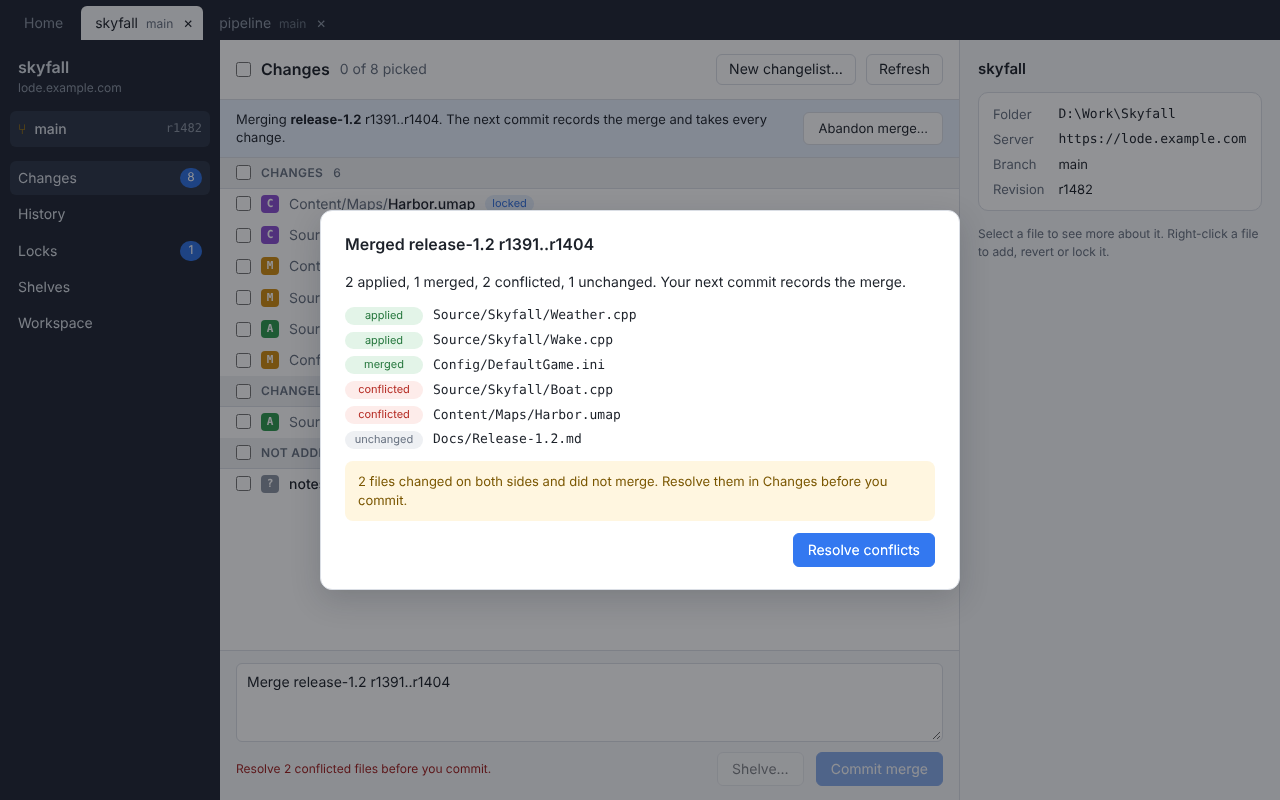 Home
skyfall main ×
pipeline main ×
skyfall
lode.example.com
main r1482
Changes 8
History
Locks 1
Shelves
Workspace
Changes 0 of 8 picked
New changelist...
Refresh
Merging release-1.2 r1391..r1404. The next commit records the merge and takes every
change.
Abandon merge...
CHANGES 6
C Content/Maps/Harbor.umap locked
C Sour
M Cont
M Sour
A Sour
M Conf
CHANGEL
A Sour
NOT ADD
? note
Merged release-1.2 r1391..r1404
2 applied, 1 merged, 2 conflicted, 1 unchanged. Your next commit records the merge.
applied Source/Skyfall/Weather.cpp
applied Source/Skyfall/Wake.cpp
merged Config/DefaultGame.ini
conflicted Source/Skyfall/Boat.cpp
conflicted Content/Maps/Harbor.umap
unchanged Docs/Release-1.2.md
2 files changed on both sides and did not merge. Resolve them in Changes before you
commit.
Resolve conflicts
Merge release-1.2 r1391..r1404
Resolve 2 conflicted files before you commit.
Shelve...
Commit merge
skyfall
Folder D:\Work\Skyfall
Server https://lode.example.com
Branch main
Revision r1482
Select a file to see more about it. Right-click a file
to add, revert or lock it.